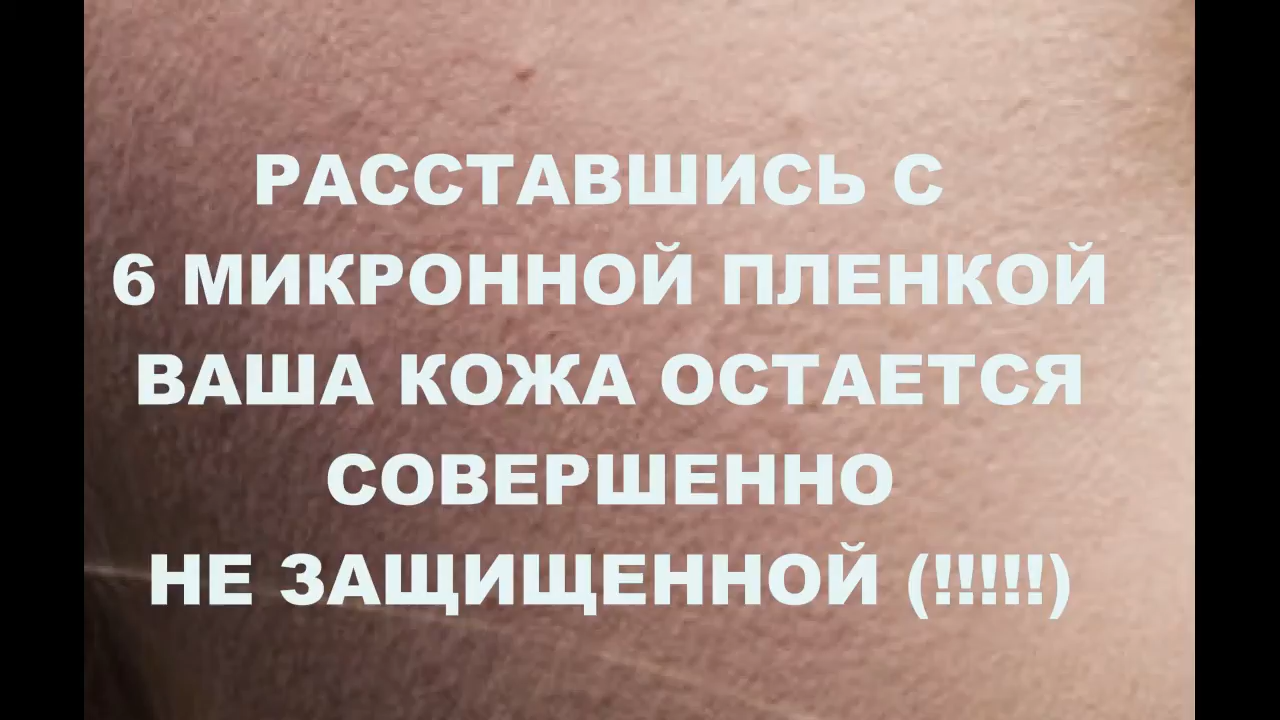 РАССТАВШИСЬ С
6 МИКРОННОЙ ПЛЕНКОЙ
ВАША КОЖА ОСТАЕТСЯ
СОВЕРШЕННО
НЕ ЗАЩИЩЕННОЙ (!!!!!)